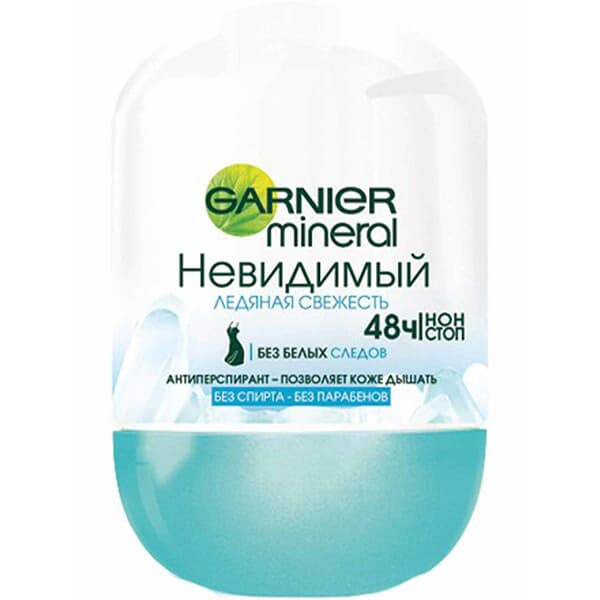 GARNIER
mineral
Невидимый
ЛЕДЯНАЯ СВЕЖЕСТЬ
48ч НОН СТОП
БЕЗ БЕЛЫХ СЛЕДОВ
АНТИПЕРСПИРАНТ – ПОЗВОЛЯЕТ КОЖЕ ДЫШАТЬ
БЕЗ СПИРТА - БЕЗ ПАРАБЕНОВ